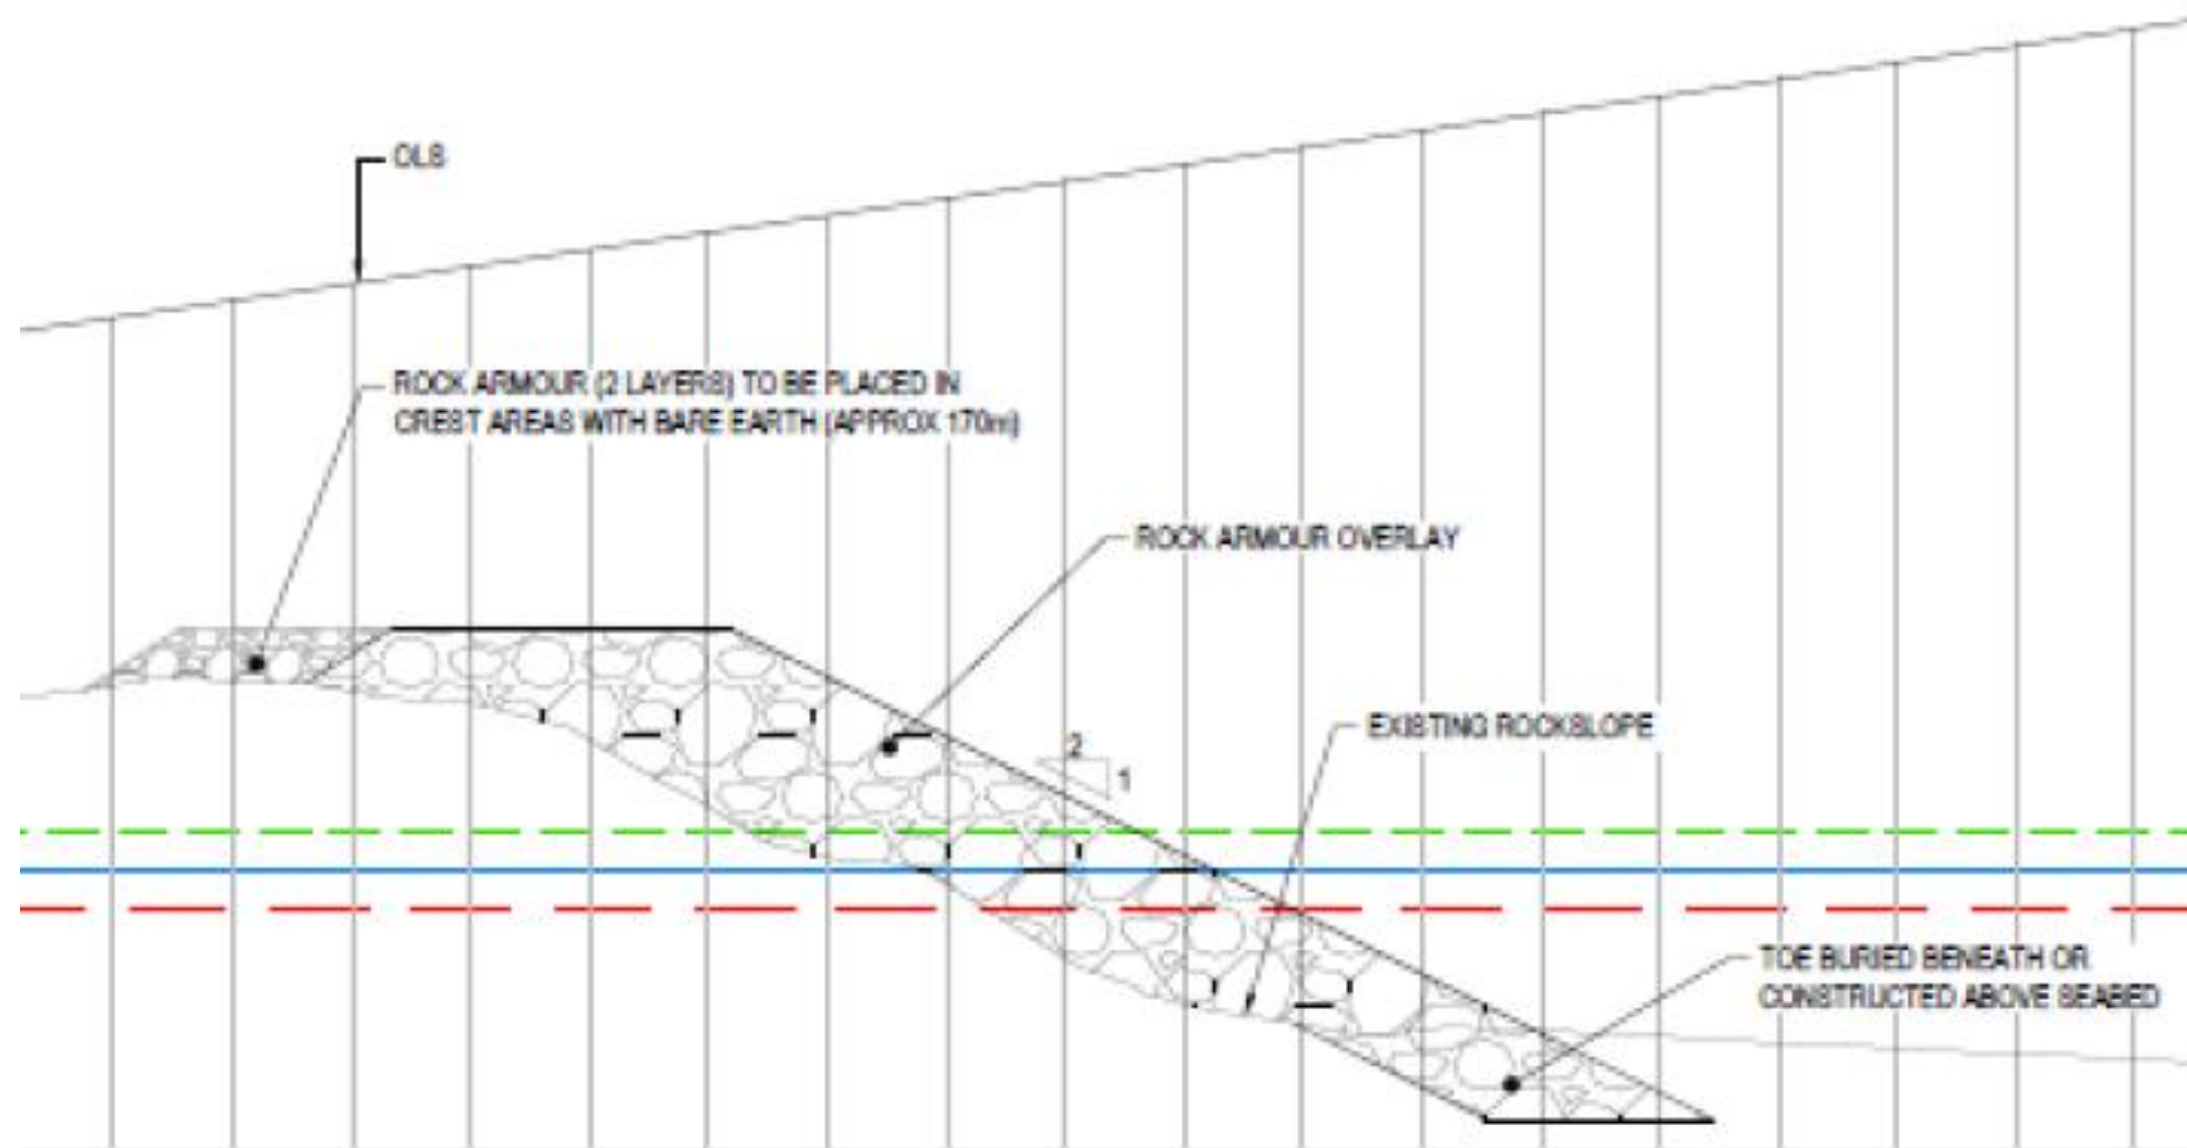 OLS
ROCK ARMOUR (2 LAYERS) TO BE PLACED IN
CREST AREAS WITH BARE EARTH (APPROX 170m)
ROCK ARMOUR OVERLAY
2
1
EXISTING ROCKSLOPE
TOE BURIED BENEATH OR
CONSTRUCTED ABOVE SEABED